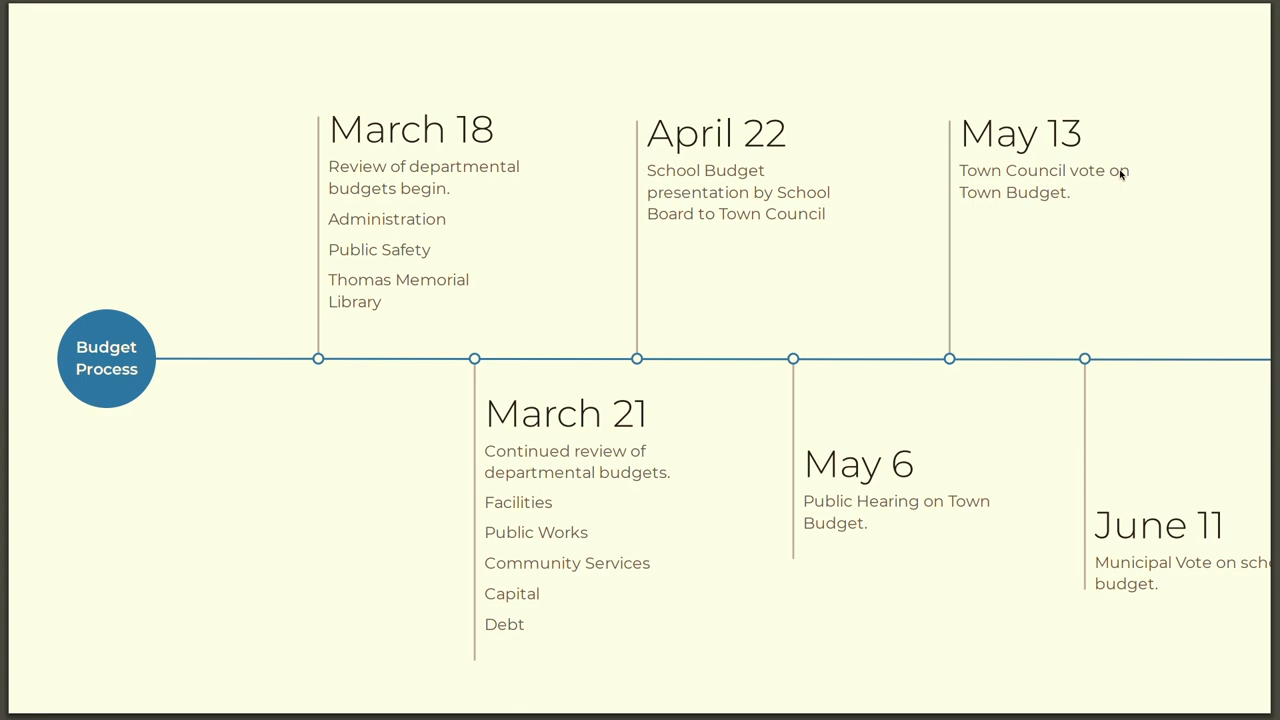 Budget
Process
March 18
Review of departmental
budgets begin.
Administration
Public Safety
Thomas Memorial
Library
March 21
Continued review of
departmental budgets.
Facilities
Public Works
Community Services
Capital
Debt
April 22
School Budget
presentation by School
Board to Town Council
May 6
Public Hearing on Town
Budget.
May 13
Town Council vote on
Town Budget.
June 11
Municipal Vote on
budget.